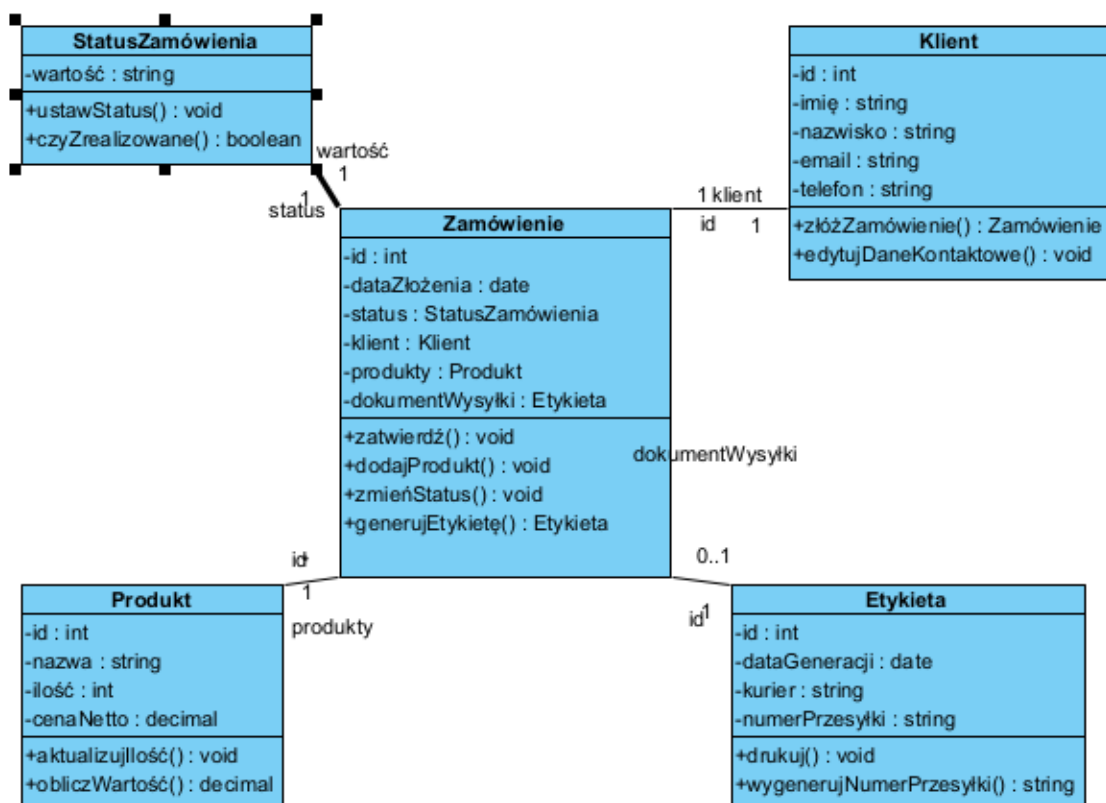 StatusZamówienia
-wartość : string
+ustawStatus() : void
+czyZrealizowane() : boolean
wartość
1
1
status
Klient
-id : int
-imię : string
-nazwisko : string
-email : string
-telefon : string
+złóżZamówienie() : Zamówienie
+edytujDaneKontaktowe() : void
1 klient
id
1
Zamówienie
-id : int
-dataZłożenia : date
-status : StatusZamówienia
-klient : Klient
-produkty : Produkt
-dokumentWysyłki : Etykieta
+zatwierdź() : void
+dodajProdukt() : void
+zmieńStatus() : void
+generujEtykietę() : Etykieta
dokumentWysyłki
id
*
1
produkty
0..1
id
1
Produkt
-id : int
-nazwa : string
-ilość : int
-cenaNetto : decimal
+aktualizujIlość() : void
+obliczWartość() : decimal
Etykieta
-id : int
-dataGeneracji : date
-kurier : string
-numerPrzesyłki : string
+drukuj() : void
+wygenerujNumerPrzesyłki() : string